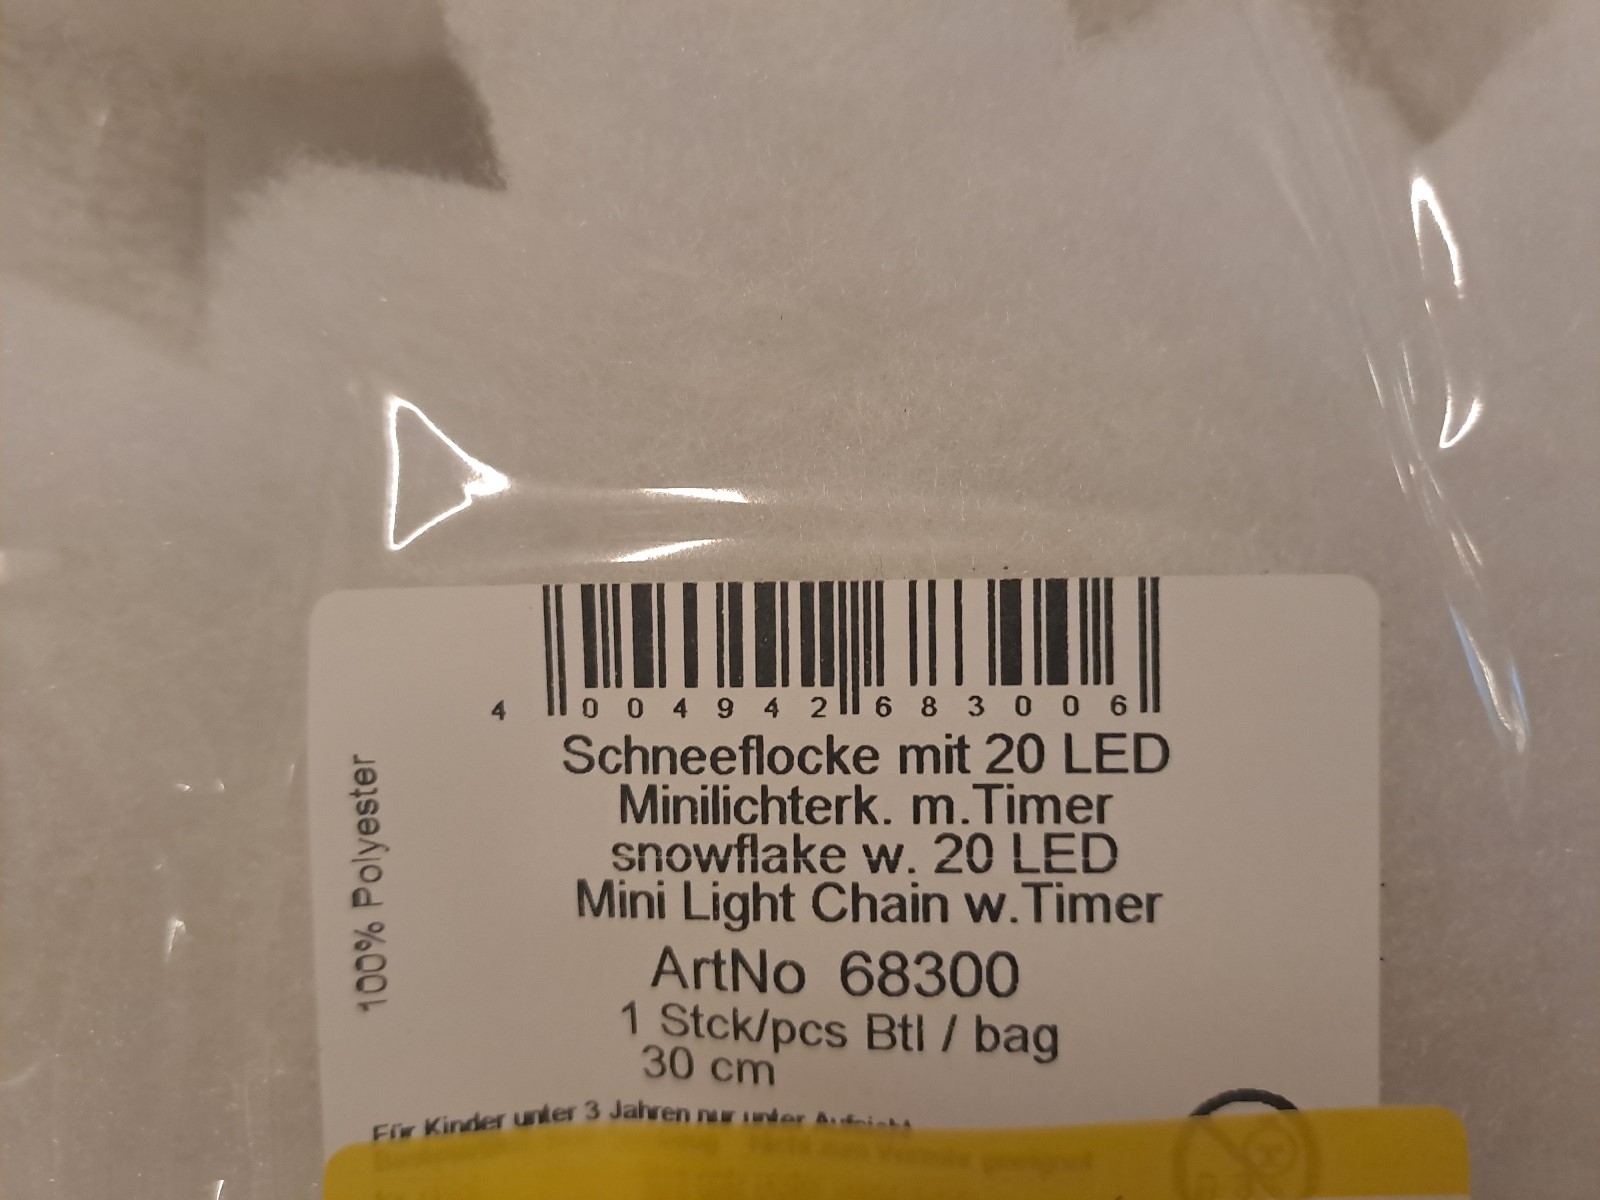 4 004942 683006
Schneeflocke mit 20 LED
Minilichterk. m.Timer
snowflake w. 20 LED
Mini Light Chain w.Timer
ArtNo 68300
1 Stck/pcs Btl / bag
30 cm
100% Polyester
Für Kinder unter 3 Jahren nur unter Aufsicht